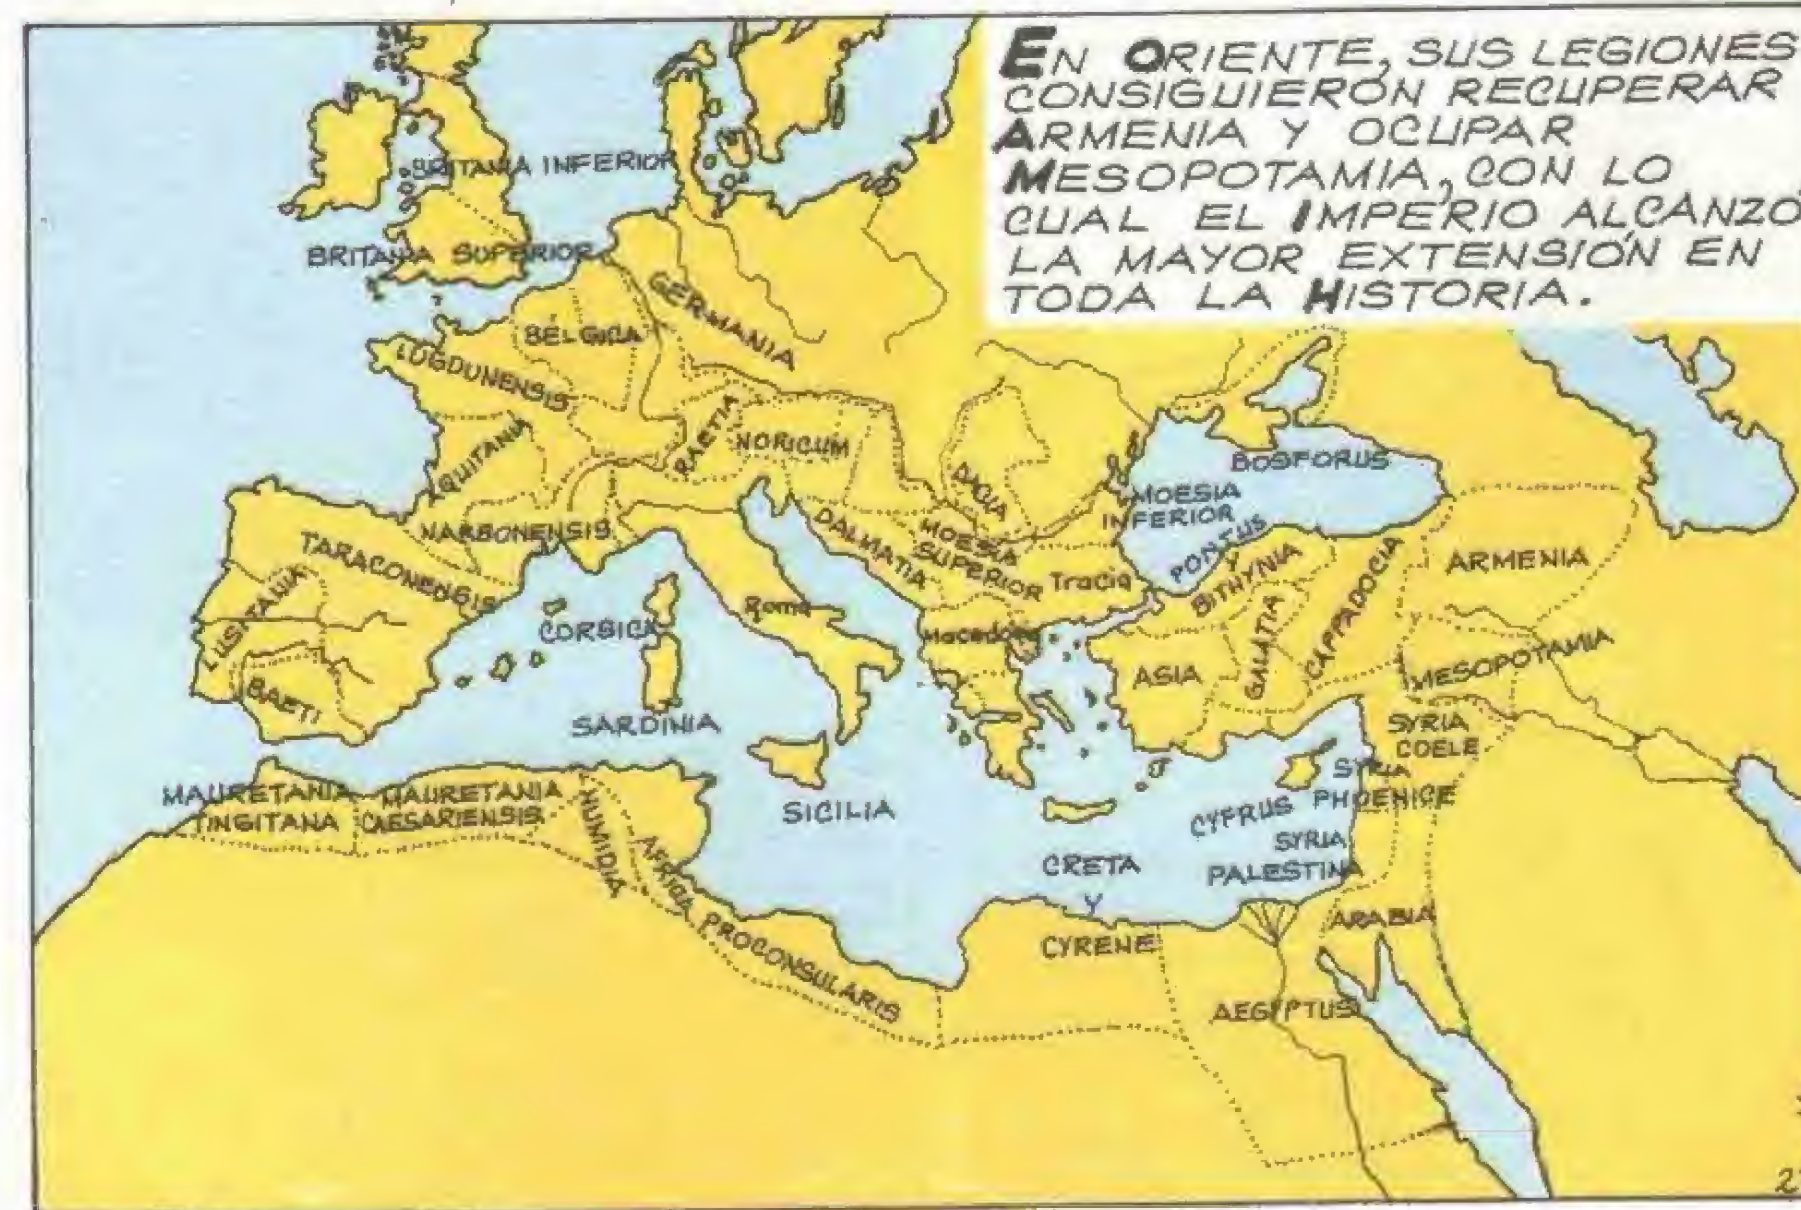 EN ORIENTE, SUS LEGIONES
CONSIGUIERON RECUPERAR
ARMENIA Y OCUPAR
MESOPOTAMIA, CON LO
CUAL EL IMPERIO ALCANZÓ
LA MAYOR EXTENSIÓN EN
TODA LA HISTORIA.
BRITANIA INFERIOR
BRITANIA SUPERIOR
GERMANIA
BELGICA
LUGDUNENSIS
AQUITANIA
RAETIA
NORICUM
DACIA
BOSFORUS
MOESIA
INFERIOR
NARBONENSIS
DALMATIA
MOESIA
SUPERIOR
Tracia
PONTUS
Y
BITHYNIA
GALATIA
CAPPADOCIA
ARMENIA
TARACONENSIS
LUSITANIA
BAETI
CORSICA
Roma
ASIA
MESOPOTAMIA
SARDINIA
SYRIA
COELE
SYRIA
PHOENICE
CYPRUS
SYRIA
PALESTINA
MAURETANIA
TINGITANA
MAURETANIA
CAESARIENSIS
NUMIDIA
AFRICA PROCONSULARIS
SICILIA
CRETA
Y
CYRENE
ARABIA
AEGIPTUS